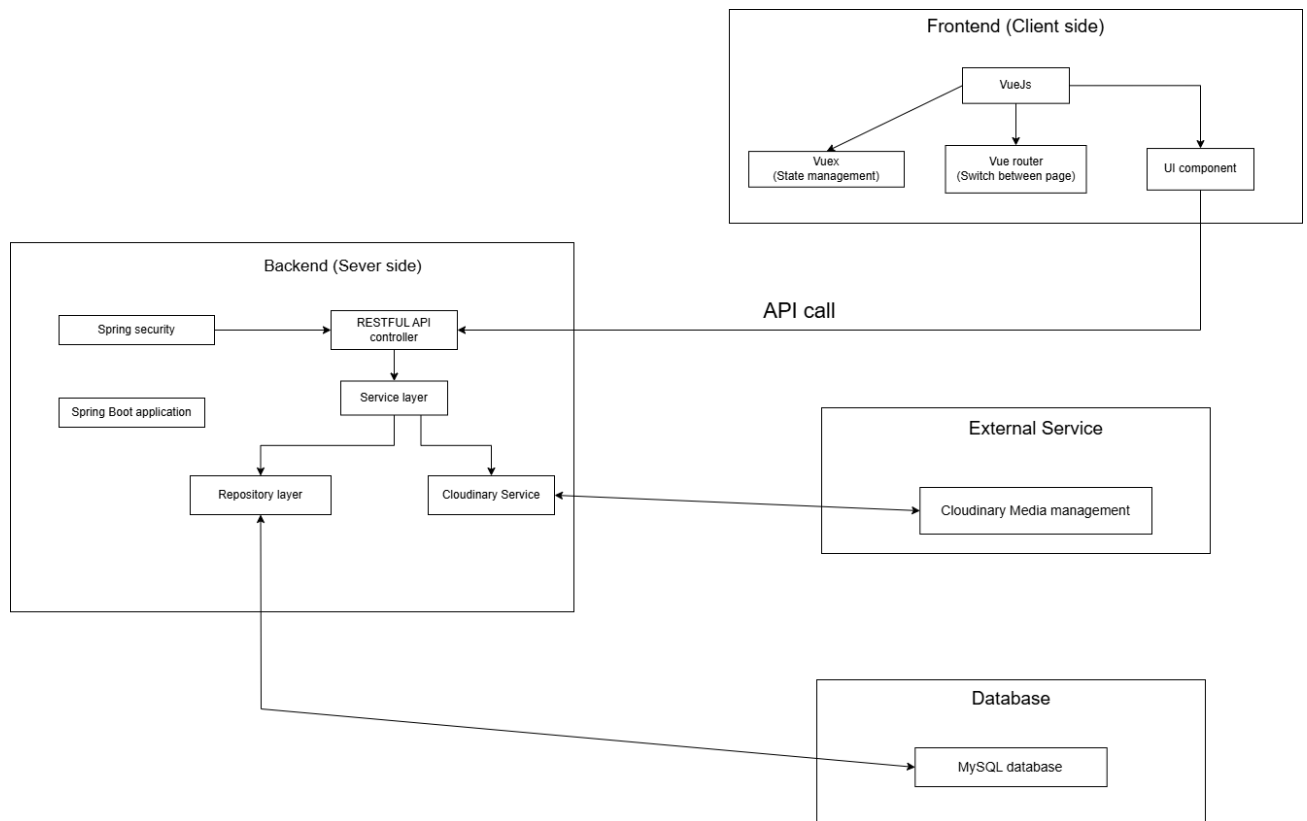 Frontend (Client side)
VueJs
Vuex
(State management)
Vue router
(Switch between page)
UI component
Backend (Sever side)
Spring security
RESTFUL API
controller
API call
Service layer
Spring Boot application
Repository layer
Cloudinary Service
External Service
Cloudinary Media management
Database
MySQL database